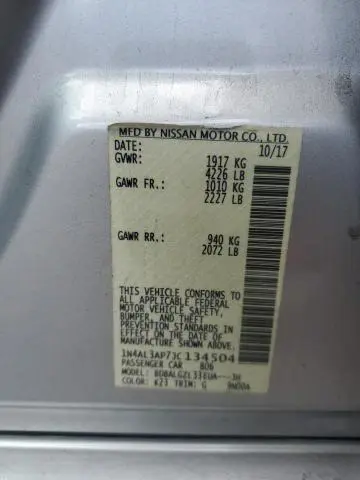 MFD BY NISSAN MOTOR CO., LTD.
DATE: 10/17
GVWR: 1917 KG
4226 LB
GAWR FR.: 1010 KG
2227 LB
GAWR RR.: 940 KG
2072 LB
THIS VEHICLE CONFORMS TO
ALL APPLICABLE FEDERAL
MOTOR VEHICLE SAFETY,
BUMPER, AND THEFT
PREVENTION STANDARDS IN
EFFECT ON THE DATE OF
MANUFACTURE SHOWN ABOVE.
1N4AL3AP7JC134504
PASSENGER CAR 806
MODEL:
COLOR: K23 TRIM: G